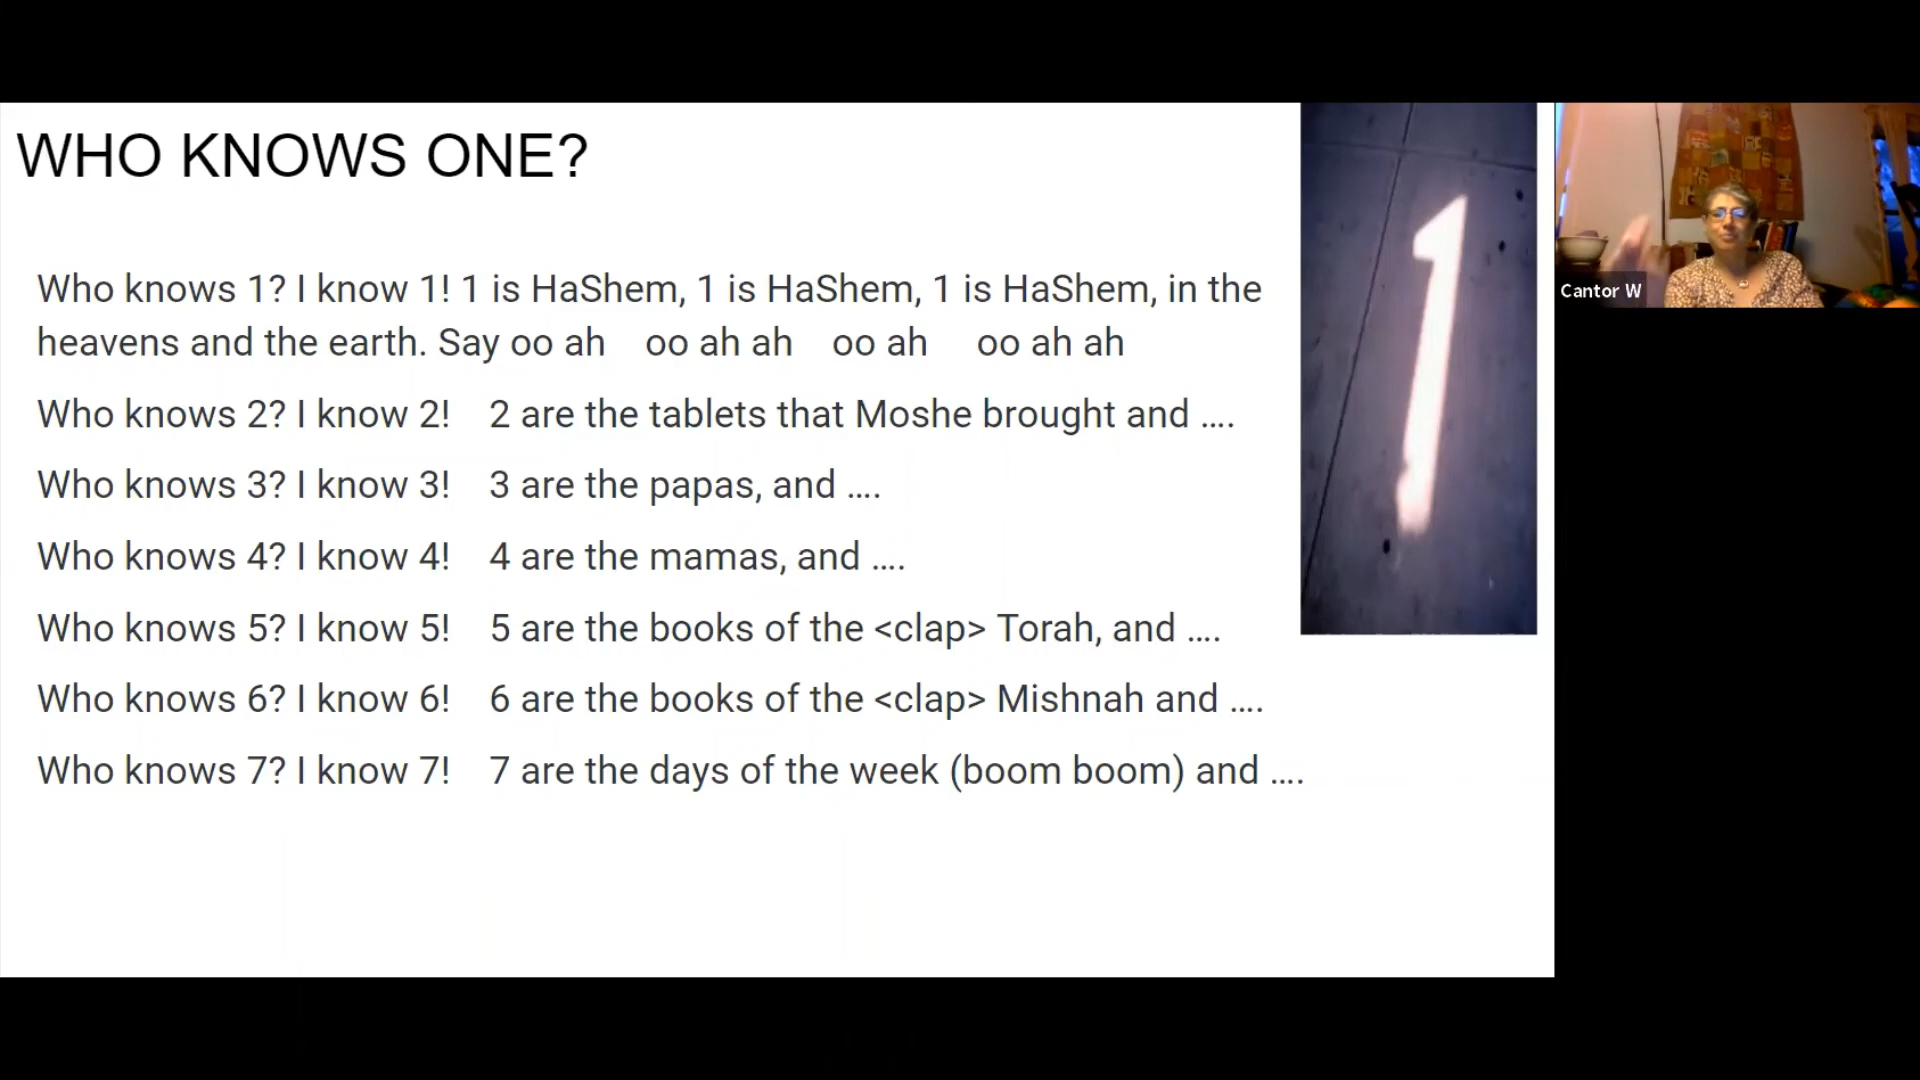 WHO KNOWS ONE?
Who knows 1? I know 1! 1 is HaShem, 1 is HaShem, 1 is HaShem, in the
heavens and the earth. Say oo ah oo ah ah oo ah oo ah ah
Who knows 2? I know 2! 2 are the tablets that Moshe brought and ....
Who knows 3? I know 3! 3 are the papas, and ....
Who knows 4? I know 4! 4 are the mamas, and ....
Who knows 5? I know 5! 5 are the books of the <clap> Torah, and ....
Who knows 6? I know 6! 6 are the books of the <clap> Mishnah and ....
Who knows 7? I know 7! 7 are the days of the week (boom boom) and ....
1
Cantor W